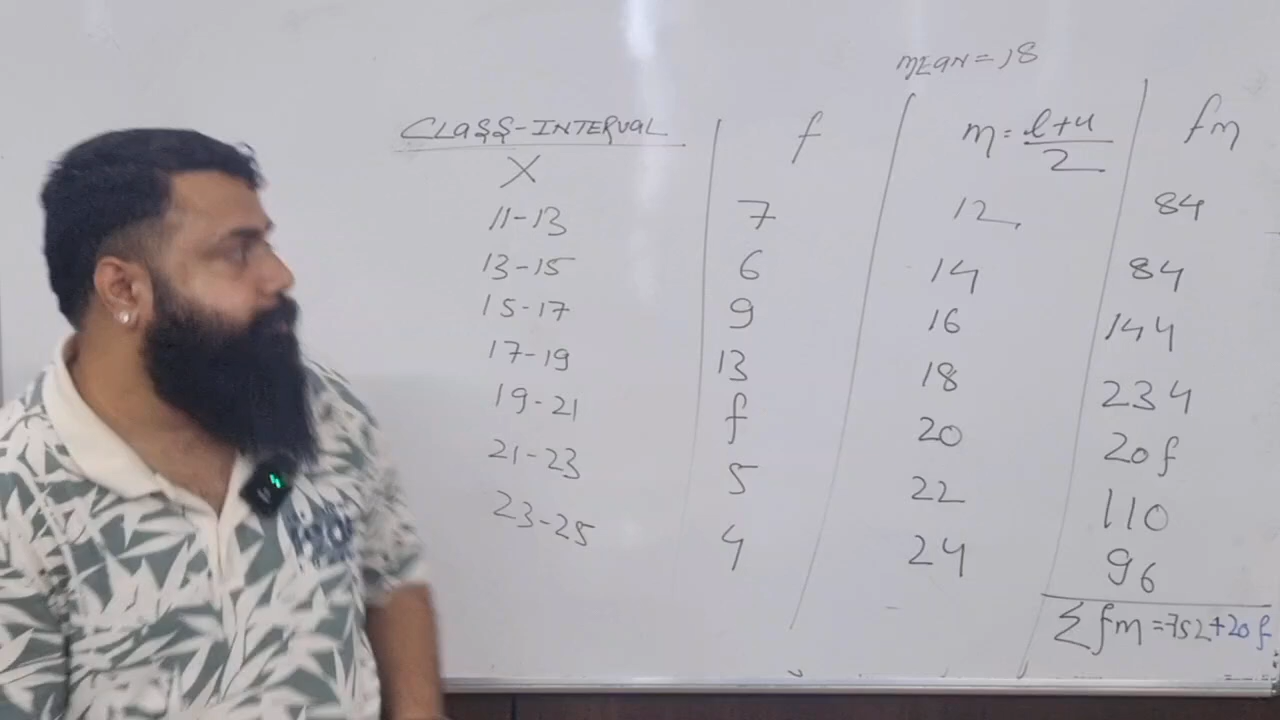 MEAN = 18
CLASS-INTERVAL f m = l+u/2 fm
X
11-13 7 12 84
13-15 6 14 84
15-17 9 16 144
17-19 13 18 234
19-21 f 20 20f
21-23 5 22 110
23-25 4 24 96
∑fm = 752+20f